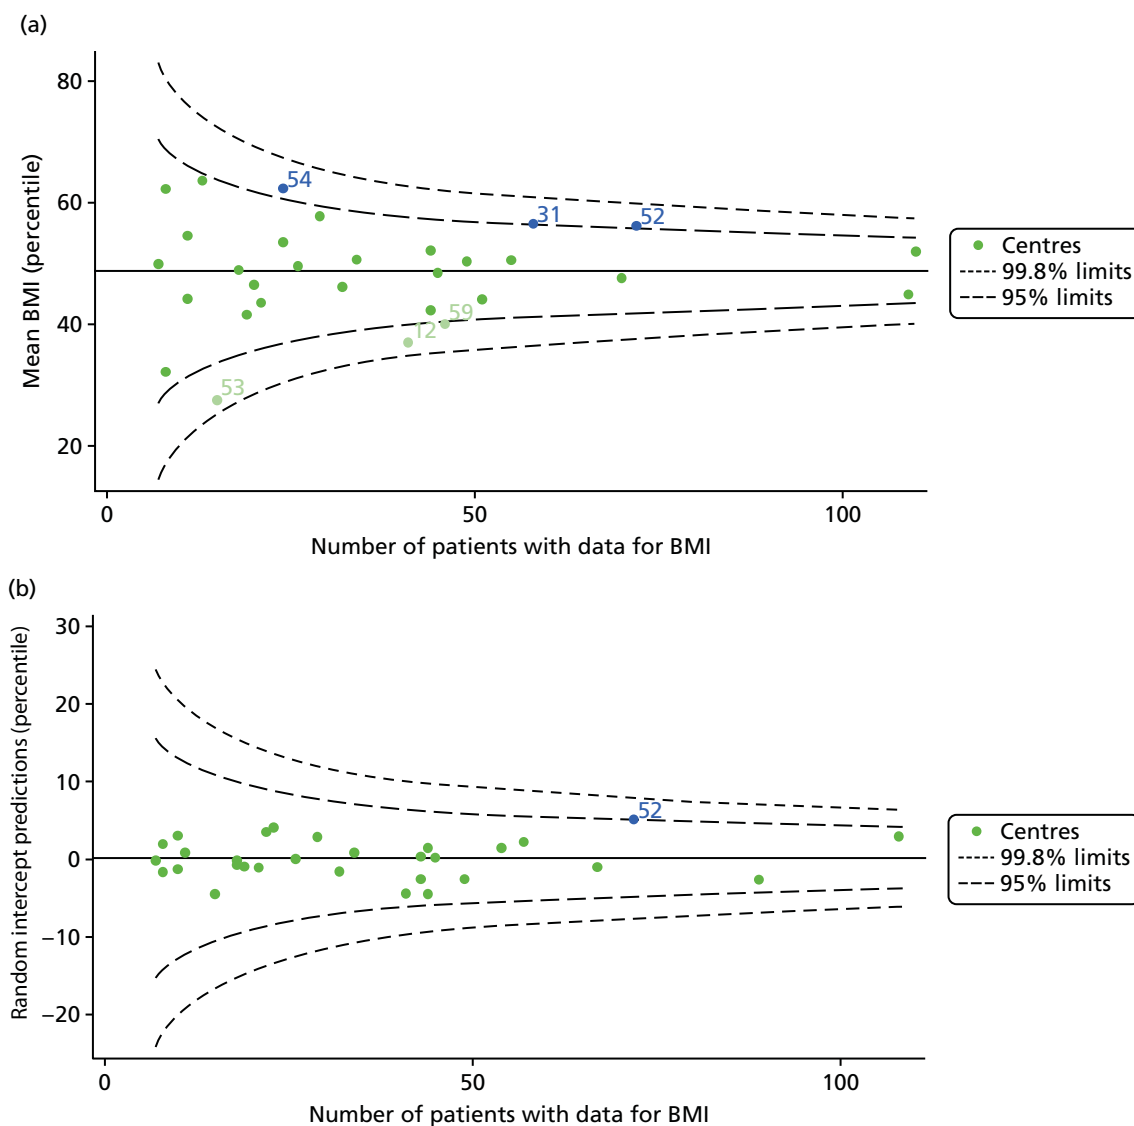 (a)
Mean BMI (percentile)
80
60
40
20
54
31
52
59
12
53
0
50
100
Number of patients with data for BMI
Centres
99.8% limits
95% limits
(b)
Random intercept predictions (percentile)
30
20
10
0
−10
−20
52
0
50
100
Number of patients with data for BMI
Centres
99.8% limits
95% limits